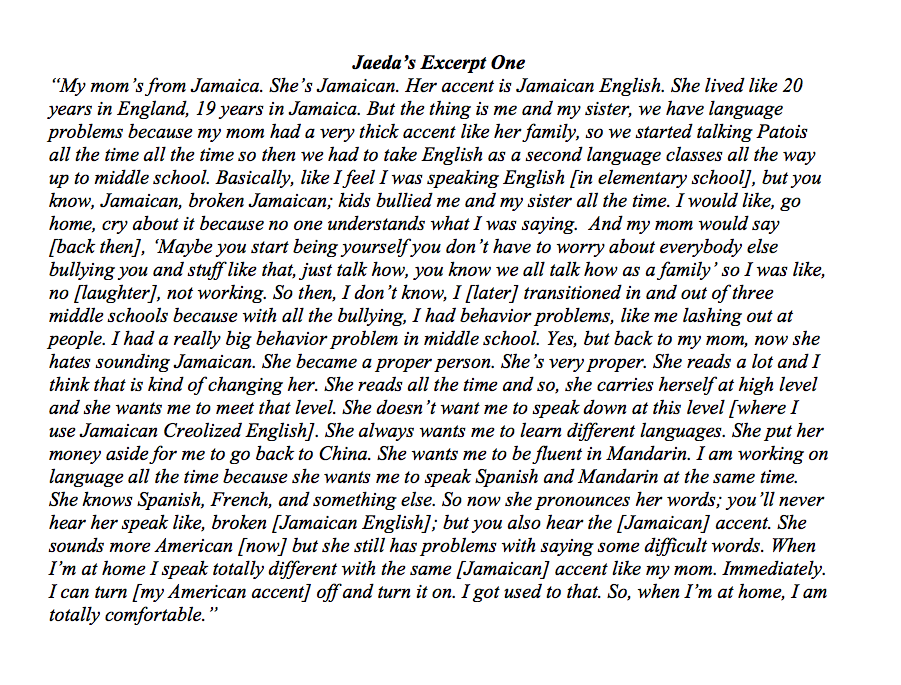 Jaeda’s Excerpt One
“My mom’s from Jamaica. She’s Jamaican. Her accent is Jamaican English. She lived like 20
years in England, 19 years in Jamaica. But the thing is me and my sister, we have language
problems because my mom had a very thick accent like her family, so we started talking Patois
all the time all the time so then we had to take English as a second language classes all the way
up to middle school. Basically, like I feel I was speaking English [in elementary school], but you
know, Jamaican, broken Jamaican; kids bullied me and my sister all the time. I would like, go
home, cry about it because no one understands what I was saying.  And my mom would say
[back then], ‘Maybe you start being yourself you don’t have to worry about everybody else
bullying you and stuff like that, just talk how, you know we all talk how as a family’ so I was like,
no [laughter], not working. So then, I don’t know, I [later] transitioned in and out of three
middle schools because with all the bullying, I had behavior problems, like me lashing out at
people. I had a really big behavior problem in middle school. Yes, but back to my mom, now she
hates sounding Jamaican. She became a proper person. She’s very proper. She reads a lot and I
think that is kind of changing her. She reads all the time and so, she carries herself at high level
and she wants me to meet that level. She doesn’t want me to speak down at this level [where I
use Jamaican Creolized English]. She always wants me to learn different languages. She put her
money aside for me to go back to China. She wants me to be fluent in Mandarin. I am working on
language all the time because she wants me to speak Spanish and Mandarin at the same time.
She knows Spanish, French, and something else. So now she pronounces her words; you’ll never
hear her speak like, broken [Jamaican English]; but you also hear the [Jamaican] accent. She
sounds more American [now] but she still has problems with saying some difficult words. When
I’m at home I speak totally different with the same [Jamaican] accent like my mom. Immediately.
I can turn [my American accent] off and turn it on. I got used to that. So, when I’m at home, I am
totally comfortable.”